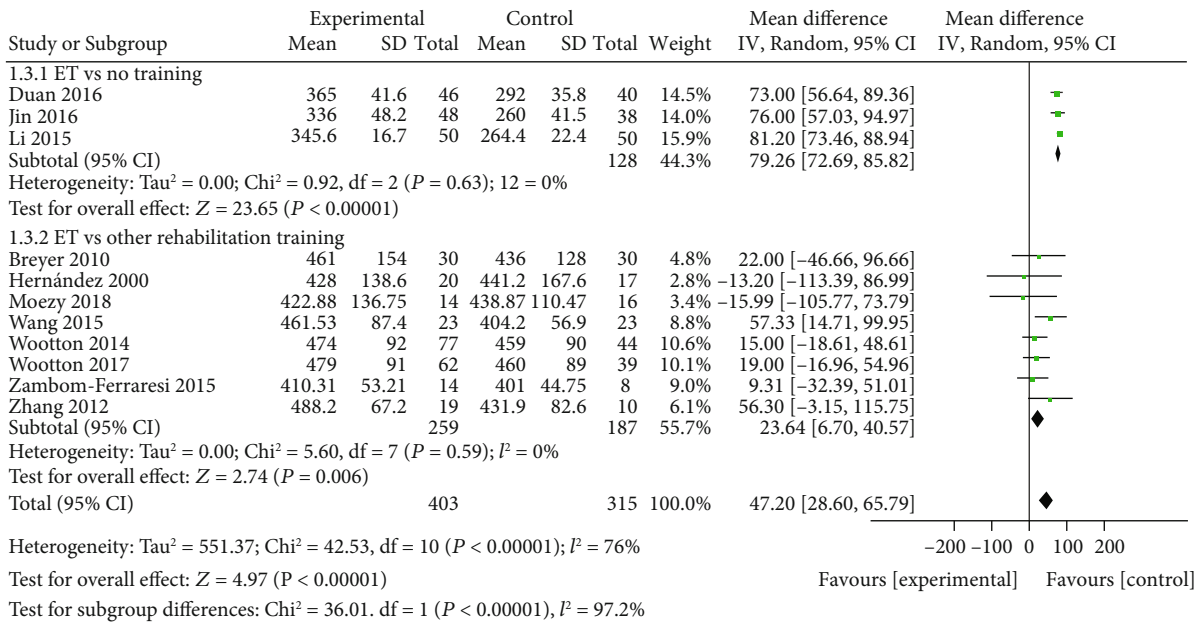 Experimental Control Mean difference Mean difference
Study or Subgroup Mean SD Total Mean SD Total Weight IV, Random, 95% CI IV, Random, 95% CI
1.3.1 ET vs no training
Duan 2016 365 41.6 46 292 35.8 40 14.5% 73.00 [56.64, 89.36]
Jin 2016 336 48.2 48 260 41.5 38 14.0% 76.00 [57.03, 94.97]
Li 2015 345.6 16.7 50 264.4 22.4 50 15.9% 81.20 [73.46, 88.94]
Subtotal (95% CI) 128 44.3% 79.26 [72.69, 85.82]
Heterogeneity: Tau² = 0.00; Chi² = 0.92, df = 2 (P = 0.63); 12 = 0%
Test for overall effect: Z = 23.65 (P < 0.00001)
1.3.2 ET vs other rehabilitation training
Breyer 2010 461 154 30 436 128 30 4.8% 22.00 [−46.66, 96.66]
Hernández 2000 428 138.6 20 441.2 167.6 17 2.8% −13.20 [−113.39, 86.99]
Moezy 2018 422.88 136.75 14 438.87 110.47 16 3.4% −15.99 [−105.77, 73.79]
Wang 2015 461.53 87.4 23 404.2 56.9 23 8.8% 57.33 [14.71, 99.95]
Wootton 2014 474 92 77 459 90 44 10.6% 15.00 [−18.61, 48.61]
Wootton 2017 479 91 62 460 89 39 10.1% 19.00 [−16.96, 54.96]
Zambom-Ferraresi 2015 410.31 53.21 14 401 44.75 8 9.0% 9.31 [−32.39, 51.01]
Zhang 2012 488.2 67.2 19 431.9 82.6 10 6.1% 56.30 [−3.15, 115.75]
Subtotal (95% CI) 259 187 55.7% 23.64 [6.70, 40.57]
Heterogeneity: Tau² = 0.00; Chi² = 5.60, df = 7 (P = 0.59); I² = 0%
Test for overall effect: Z = 2.74 (P = 0.006)
Total (95% CI) 403 315 100.0% 47.20 [28.60, 65.79]
Heterogeneity: Tau² = 551.37; Chi² = 42.53, df = 10 (P < 0.00001); I² = 76%
−200 −100 0 100 200
Test for overall effect: Z = 4.97 (P < 0.00001)
Favours [experimental] Favours [control]
Test for subgroup differences: Chi² = 36.01. df = 1 (P < 0.00001), I² = 97.2%